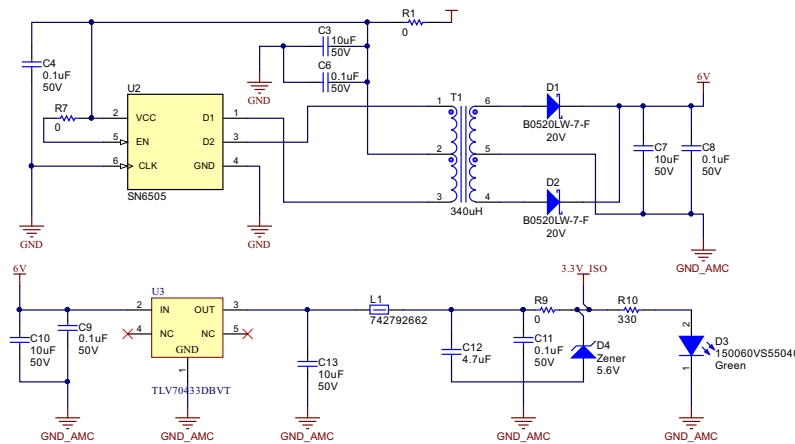 R1
0
C3
10uF
50V
C6
0.1uF
50V
GND
C4
0.1uF
50V
R7
0
U2
2 VCC D1 1
5 EN D2 3
6 CLK GND 4
SN6505
GND
GND
T1
1 6
2 5
3 4
340uH
D1
B0520LW-7-F
20V
D2
B0520LW-7-F
20V
6V
C7
10uF
50V
C8
0.1uF
50V
GND_AMC
6V
C10
10uF
50V
C9
0.1uF
50V
GND_AMC
U3
2 IN OUT 3
4 NC NC 5
GND
1
TLV70433DBVT
GND_AMC
C13
10uF
50V
GND_AMC
L1
742792662
C12
4.7uF
C11
0.1uF
50V
GND_AMC
R9
0
3.3V_ISO
D4
Zener
5.6V
R10
330
2
D3
150060VS5504
Green
1
GND_AMC